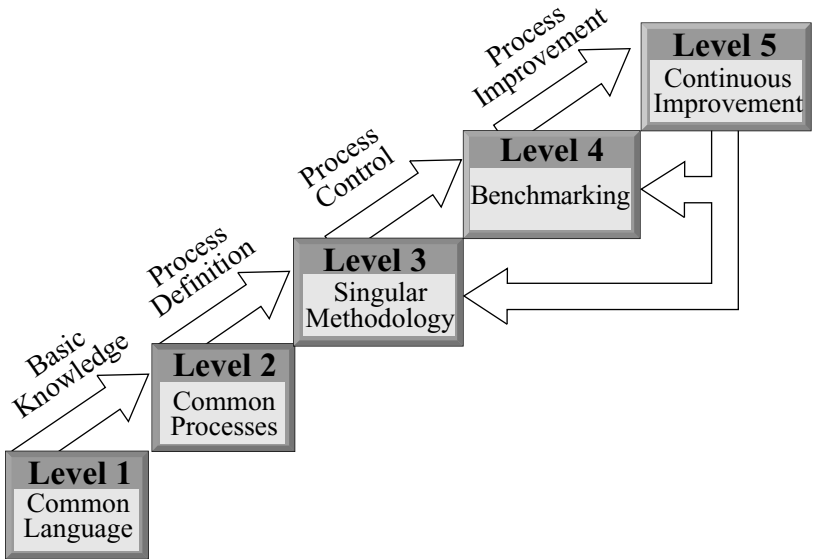 Process
Improvement
Level 5
Continuous
Improvement
Process
Control
Level 4
Benchmarking
Process
Definition
Level 3
Singular
Methodology
Basic
Knowledge
Level 2
Common
Processes
Level 1
Common
Language